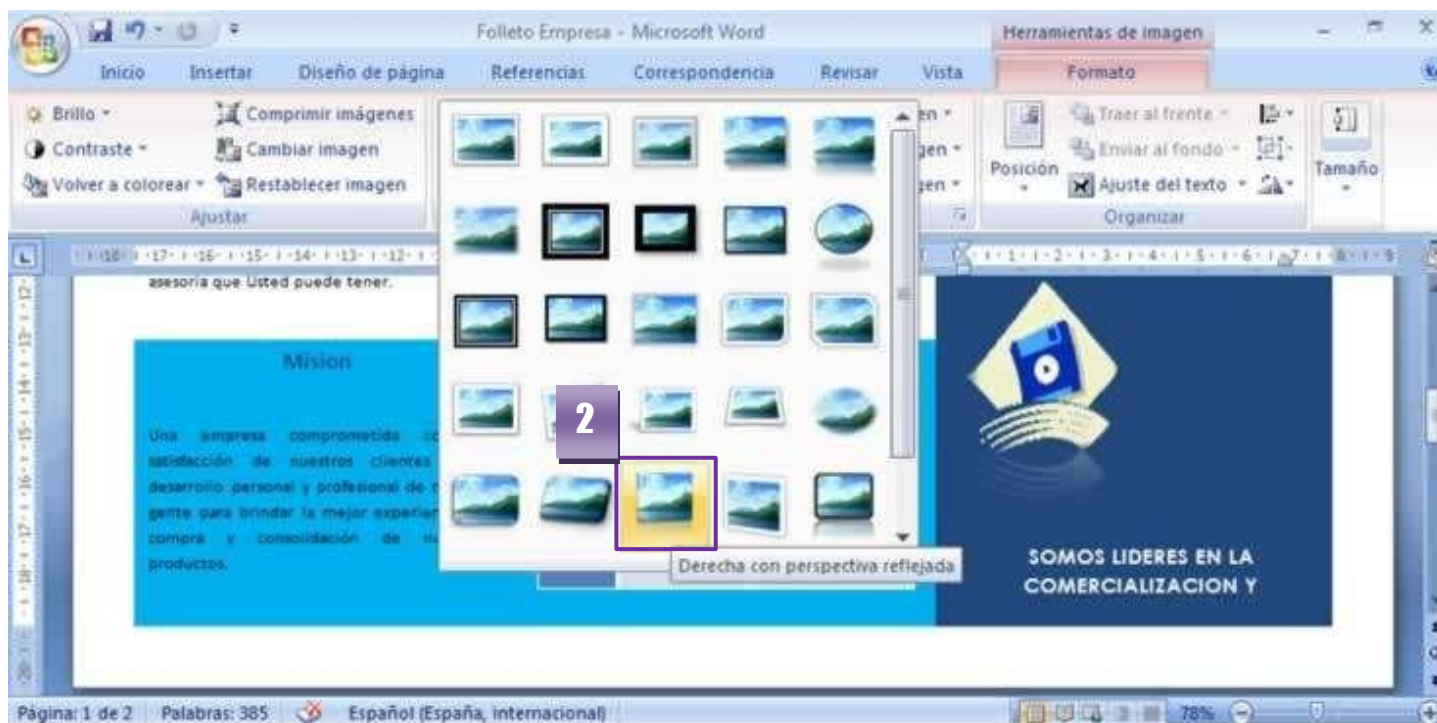 Folleto Empresa - Microsoft Word
Herramientas de imagen
Inicio Insertar Diseño de página Referencias Correspondencia Revisar Vista Formato
Brillo
Contraste
Volver a colorear
Comprimir imágenes
Cambiar imagen
Restablecer imagen
Ajustar
en
gen
gen
Posición
Traer al frente
Enviar al fondo
Ajuste del texto
Organizar
Tamaño
asesoria que Usted puede tener.
Mision
Una empresa comprometida
satisfacción de nuestros clientes
desarrollo personal y profesional de
gente para brindar la mejor
compra y consolidación de
productos.
2
Derecha con perspectiva reflejada
SOMOS LIDERES EN LA
COMERCIALIZACION Y
Página: 1 de 2 Palabras: 385 Español (España, internacional) 78%